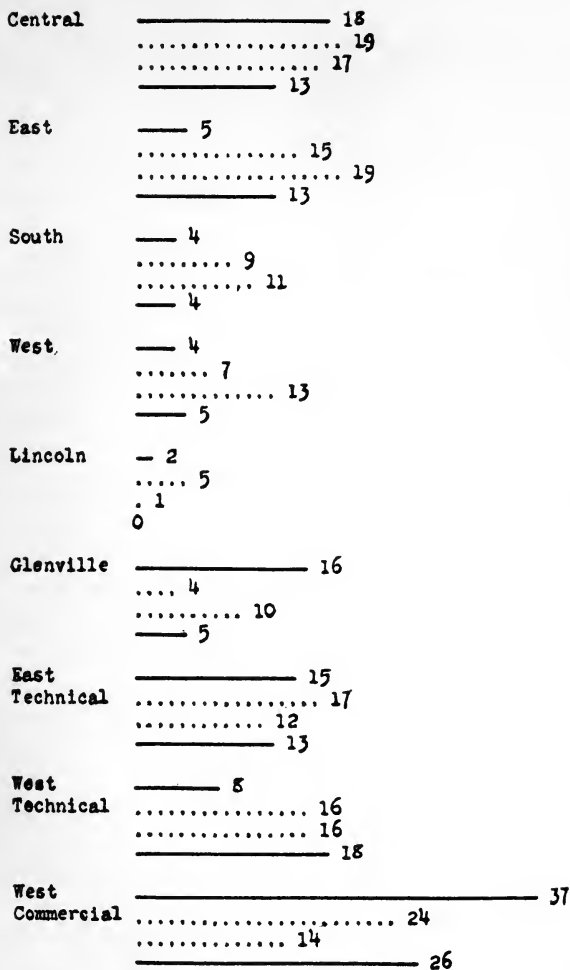 Central 18
19
17
13
East 5
15
19
13
South 4
9
11
4
West 4
7
13
5
Lincoln 2
5
1
0
Glenville 16
4
10
5
East 15
Technical 17
12
13
West 8
Technical 16
16
18
West 37
Commercial 24
14
26